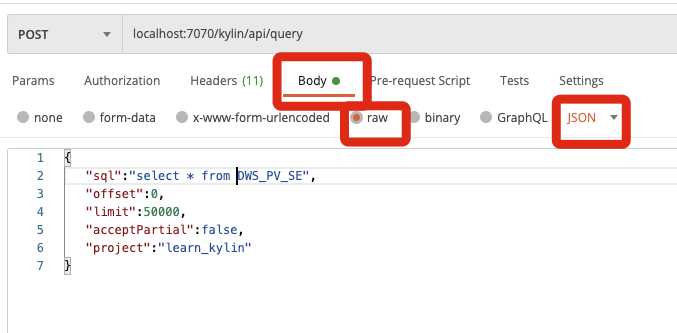 POST localhost:7070/kylin/api/query
Params Authorization Headers (11) Body Pre-request Script Tests Settings
none form-data x-www-form-urlencoded raw binary GraphQL JSON
1 {
2 "sql":"select * from DWS_PV_SE",
3 "offset":0,
4 "limit":50000,
5 "acceptPartial":false,
6 "project":"learn_kylin"
7 }